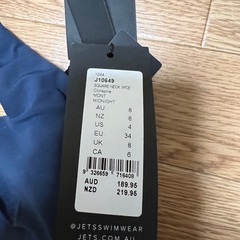 J10649
SQUARE NECK 1PCE
MIDNIGHT
AU 8
NZ 8
US 4
EU 34
UK 8
CA 6
9 326659 716408
AUD 189.95
NZD 219.95
@JETSSWIMWEAR
JETS.COM.AU